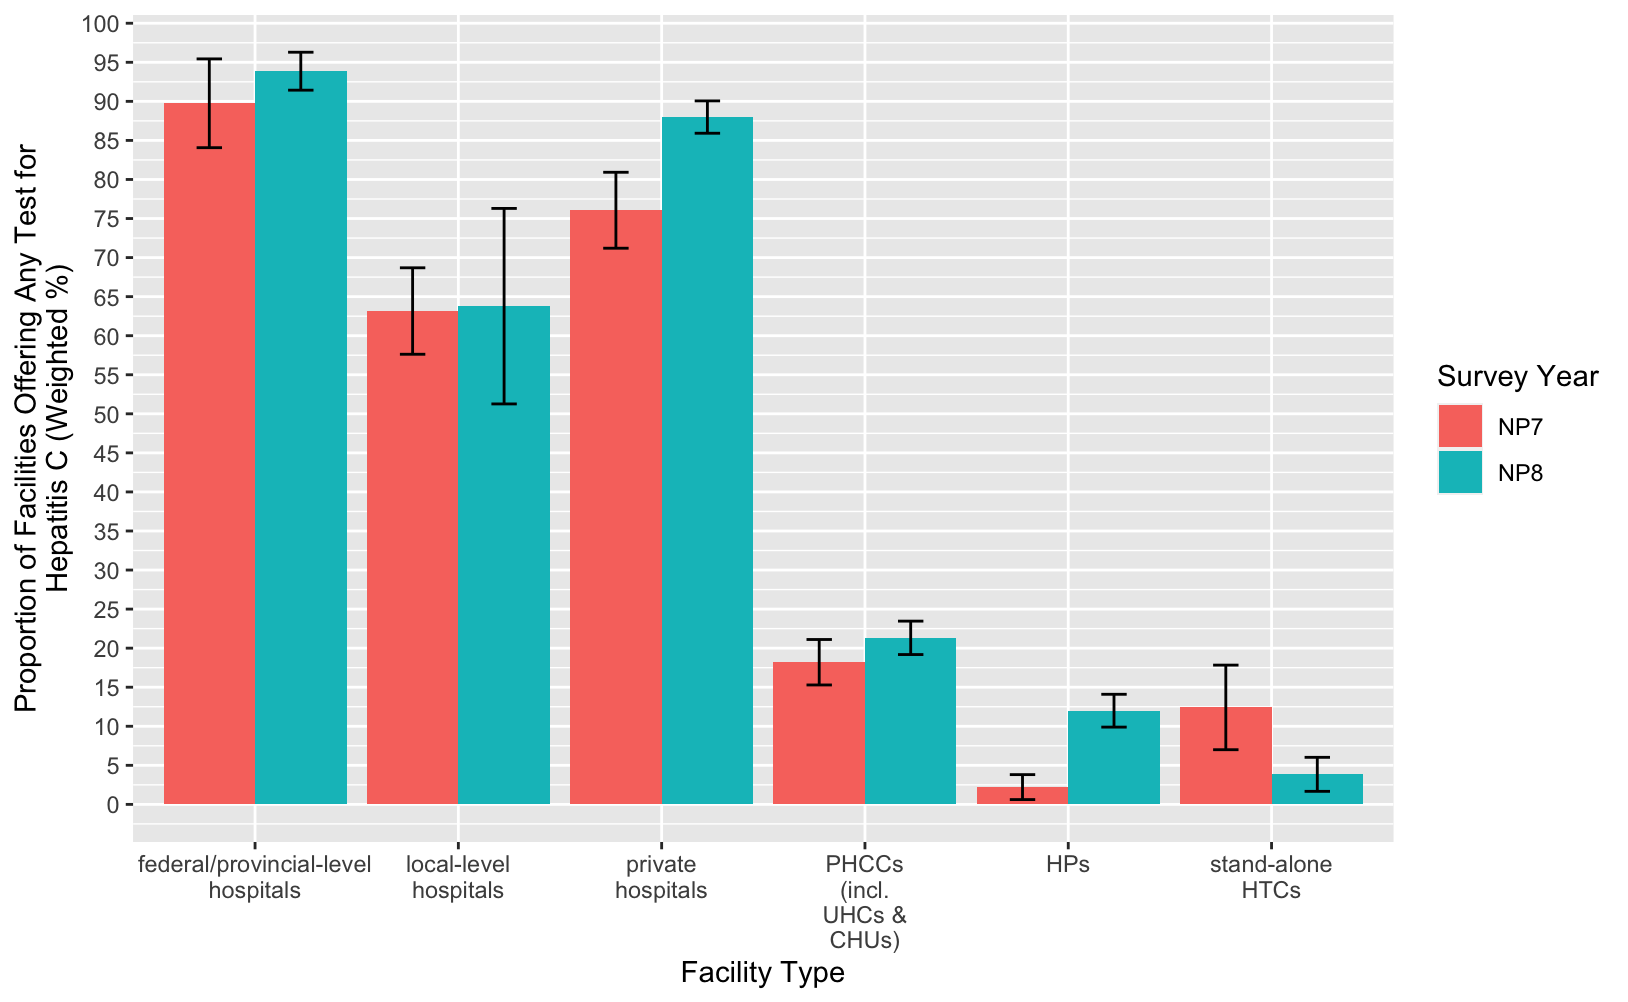 Proportion of Facilities Offering Any Test for
Hepatitis C (Weighted %)
100
95
90
85
80
75
70
65
60
55
50
45
40
35
30
25
20
15
10
5
0
federal/provincial-level
hospitals
local-level
hospitals
private
hospitals
PHCCs
(incl.
UHCs &
CHUs)
HPs
stand-alone
HTCs
Facility Type
Survey Year
NP7
NP8